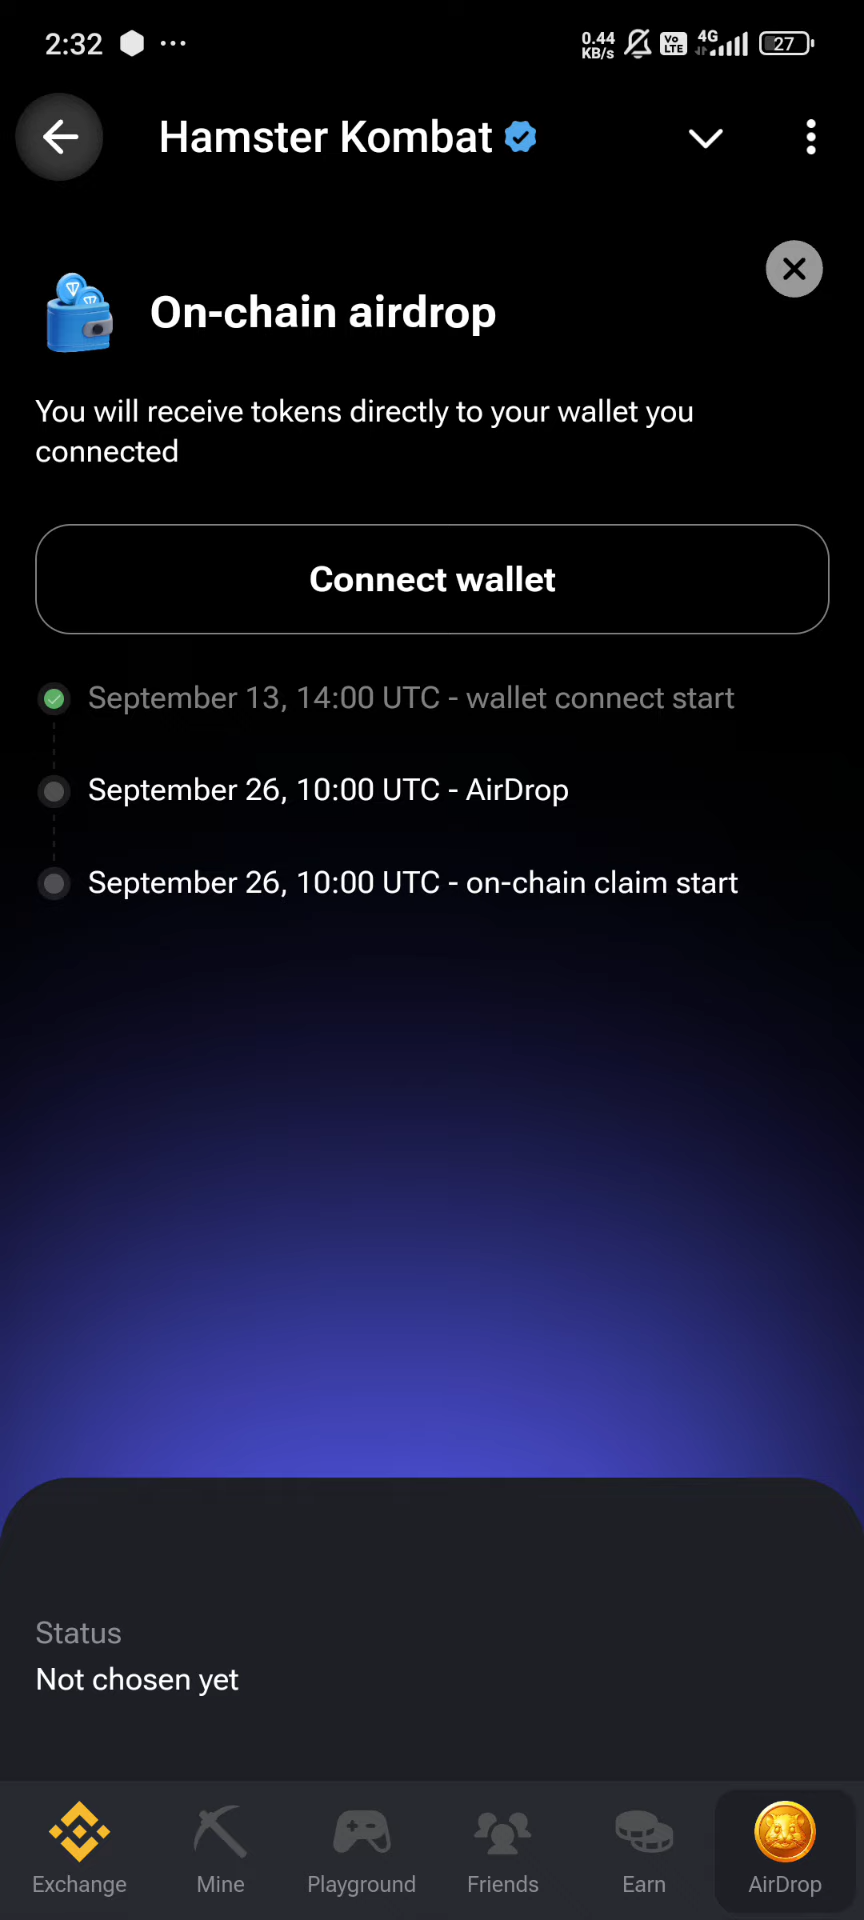 2:32
0.44
KB/s
Vo
LTE
4G
27
Hamster Kombat
On-chain airdrop
You will receive tokens directly to your wallet you
connected
Connect wallet
September 13, 14:00 UTC - wallet connect start
September 26, 10:00 UTC - AirDrop
September 26, 10:00 UTC - on-chain claim start
Status
Not chosen yet
Exchange
Mine
Playground
Friends
Earn
AirDrop